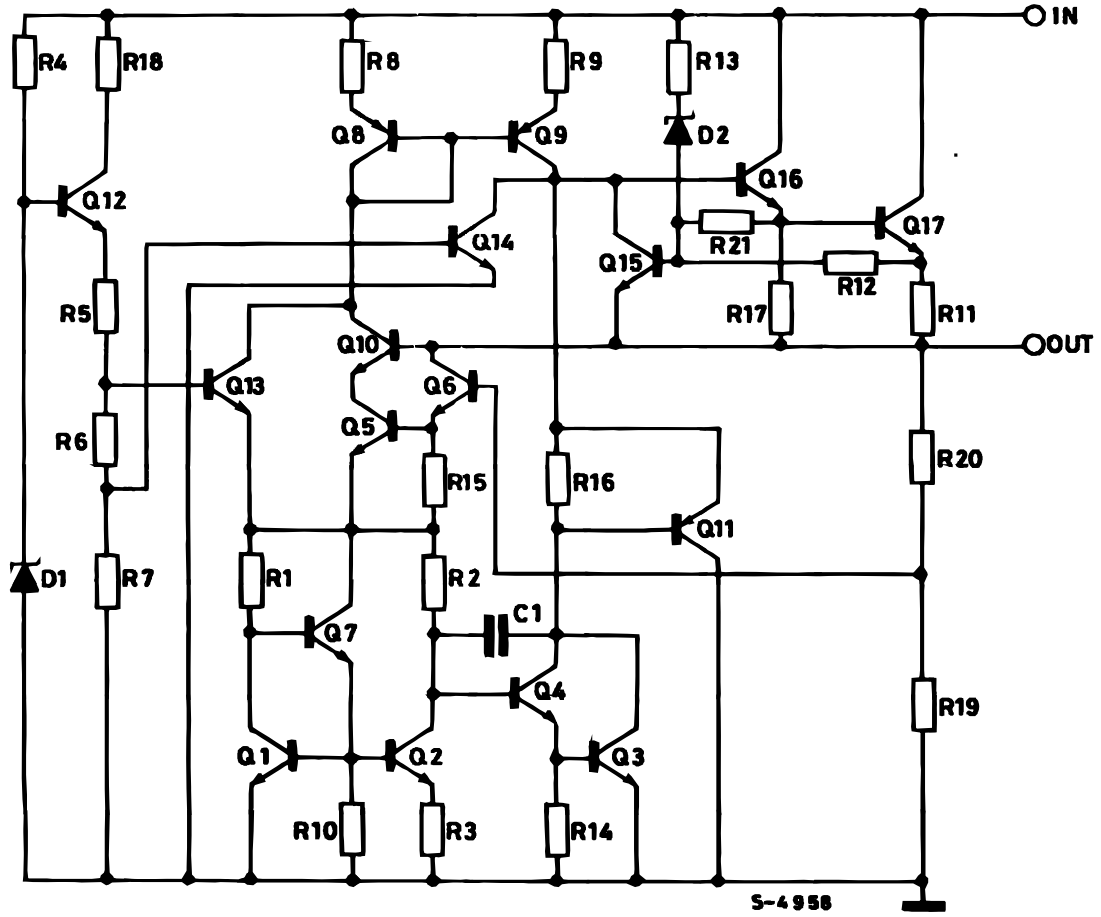 IN
R4 R18 R8 R9 R13
Q8 Q9 D2
Q12 Q16
Q14 R21 Q17
Q15 R12
R5 R17 R11
Q10 OUT
Q13 Q6
Q5
R6
R15 R16 R20
Q11
D1 R7 R1 R2
C1
Q7
Q4
R19
Q1 Q2 Q3
R10 R3 R14
S-4958